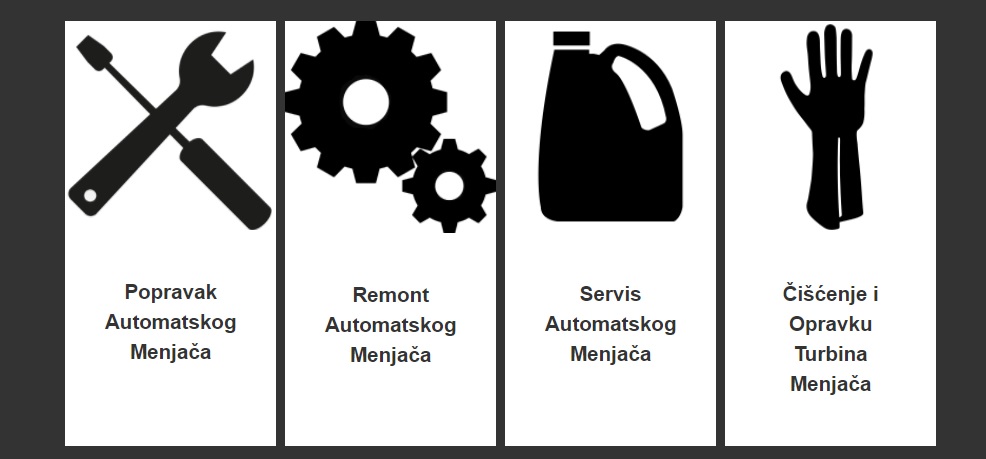 Popravak
Automatskog
Menjača
Remont
Automatskog
Menjača
Servis
Automatskog
Menjača
Čišćenje i
Opravku
Turbina
Menjača